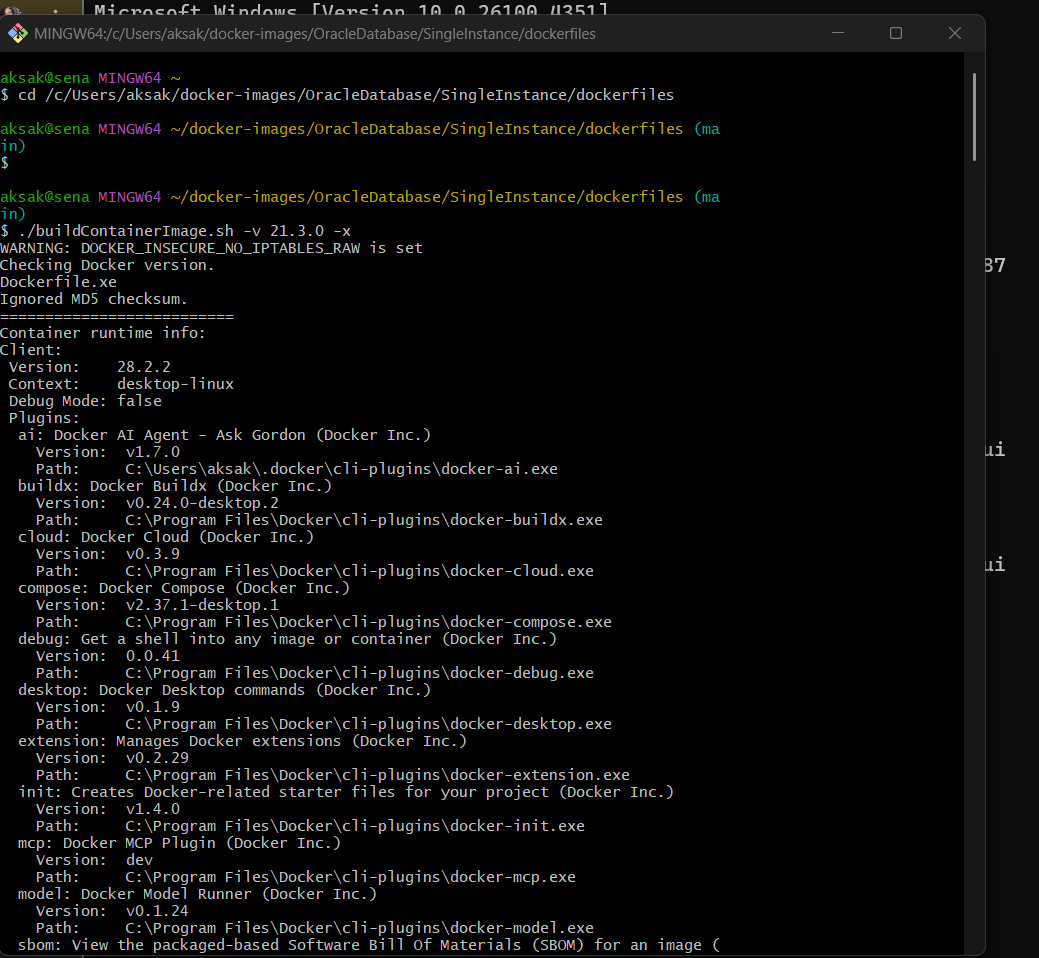 Microsoft Windows [Version 10.0.26100.4351]
MINGW64:/c/Users/aksak/docker-images/OracleDatabase/SingleInstance/dockerfiles
aksak@sena MINGW64 ~
$ cd /c/Users/aksak/docker-images/OracleDatabase/SingleInstance/dockerfiles
aksak@sena MINGW64 ~/docker-images/OracleDatabase/SingleInstance/dockerfiles (ma
in)
$
aksak@sena MINGW64 ~/docker-images/OracleDatabase/SingleInstance/dockerfiles (ma
in)
$ ./buildContainerImage.sh -v 21.3.0 -x
WARNING: DOCKER_INSECURE_NO_IPTABLES_RAW is set
Checking Docker version.
Dockerfile.xe
Ignored MD5 checksum.
==========================
Container runtime info:
Client:
 Version:    28.2.2
 Context:    desktop-linux
 Debug Mode: false
 Plugins:
  ai: Docker AI Agent - Ask Gordon (Docker Inc.)
    Version:  v1.7.0
    Path:     C:\Users\aksak\.docker\cli-plugins\docker-ai.exe
  buildx: Docker Buildx (Docker Inc.)
    Version:  v0.24.0-desktop.2
    Path:     C:\Program Files\Docker\cli-plugins\docker-buildx.exe
  cloud: Docker Cloud (Docker Inc.)
    Version:  v0.3.9
    Path:     C:\Program Files\Docker\cli-plugins\docker-cloud.exe
  compose: Docker Compose (Docker Inc.)
    Version:  v2.37.1-desktop.1
    Path:     C:\Program Files\Docker\cli-plugins\docker-compose.exe
  debug: Get a shell into any image or container (Docker Inc.)
    Version:  0.0.41
    Path:     C:\Program Files\Docker\cli-plugins\docker-debug.exe
  desktop: Docker Desktop commands (Docker Inc.)
    Version:  v0.1.9
    Path:     C:\Program Files\Docker\cli-plugins\docker-desktop.exe
  extension: Manages Docker extensions (Docker Inc.)
    Version:  v0.2.29
    Path:     C:\Program Files\Docker\cli-plugins\docker-extension.exe
  init: Creates Docker-related starter files for your project (Docker Inc.)
    Version:  v1.4.0
    Path:     C:\Program Files\Docker\cli-plugins\docker-init.exe
  mcp: Docker MCP Plugin (Docker Inc.)
    Version:  dev
    Path:     C:\Program Files\Docker\cli-plugins\docker-mcp.exe
  model: Docker Model Runner (Docker Inc.)
    Version:  v0.1.24
    Path:     C:\Program Files\Docker\cli-plugins\docker-model.exe
  sbom: View the packaged-based Software Bill Of Materials (SBOM) for an image (